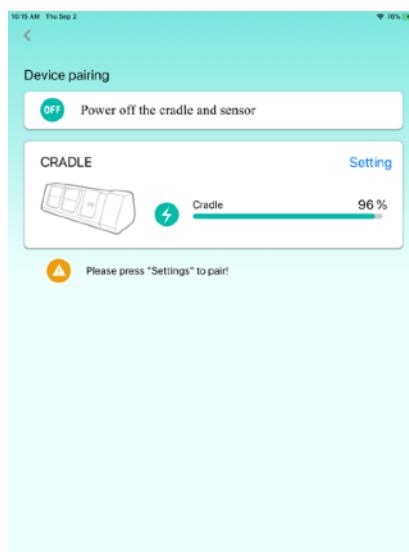 10:15 AM Thu Sep 2
76%
Device pairing
OFF Power off the cradle and sensor
CRADLE Setting
Cradle 96 %
Please press "Settings" to pair!